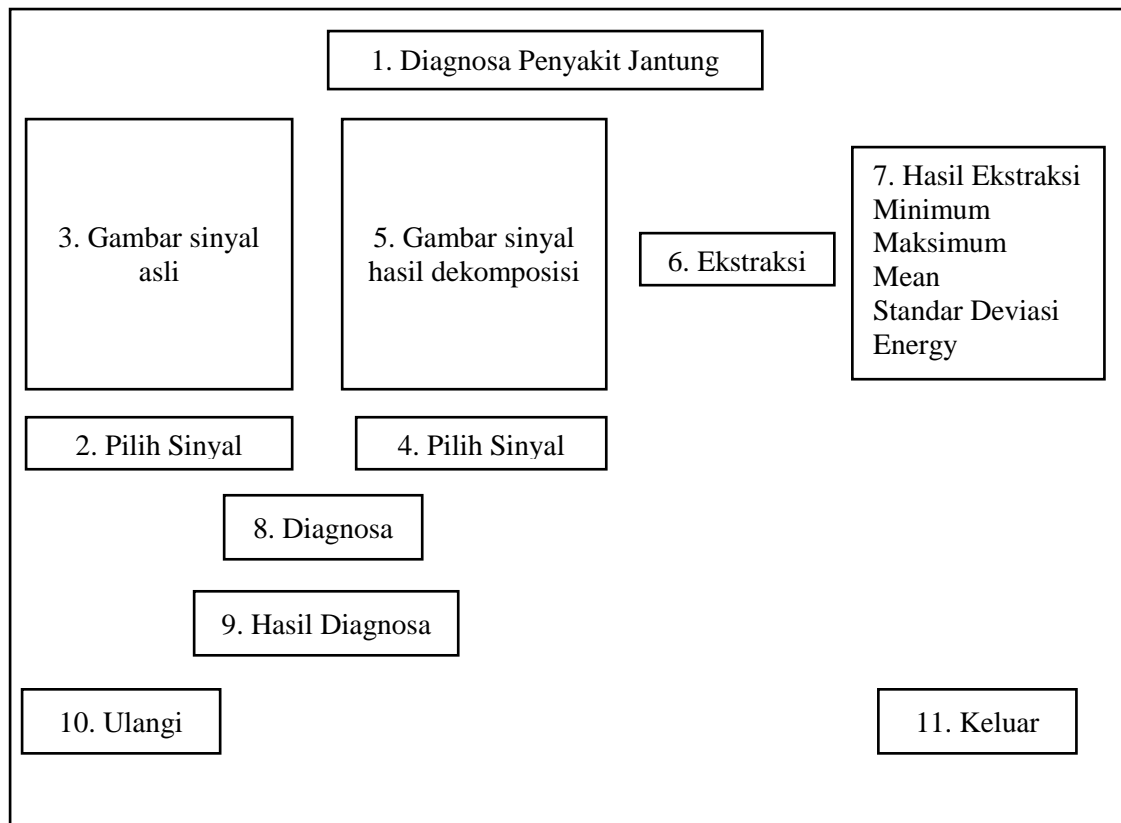 1. Diagnosa Penyakit Jantung
3. Gambar sinyal
asli
5. Gambar sinyal
hasil dekomposisi
6. Ekstraksi
7. Hasil Ekstraksi
Minimum
Maksimum
Mean
Standar Deviasi
Energy
2. Pilih Sinyal
4. Pilih Sinyal
8. Diagnosa
9. Hasil Diagnosa
10. Ulangi
11. Keluar